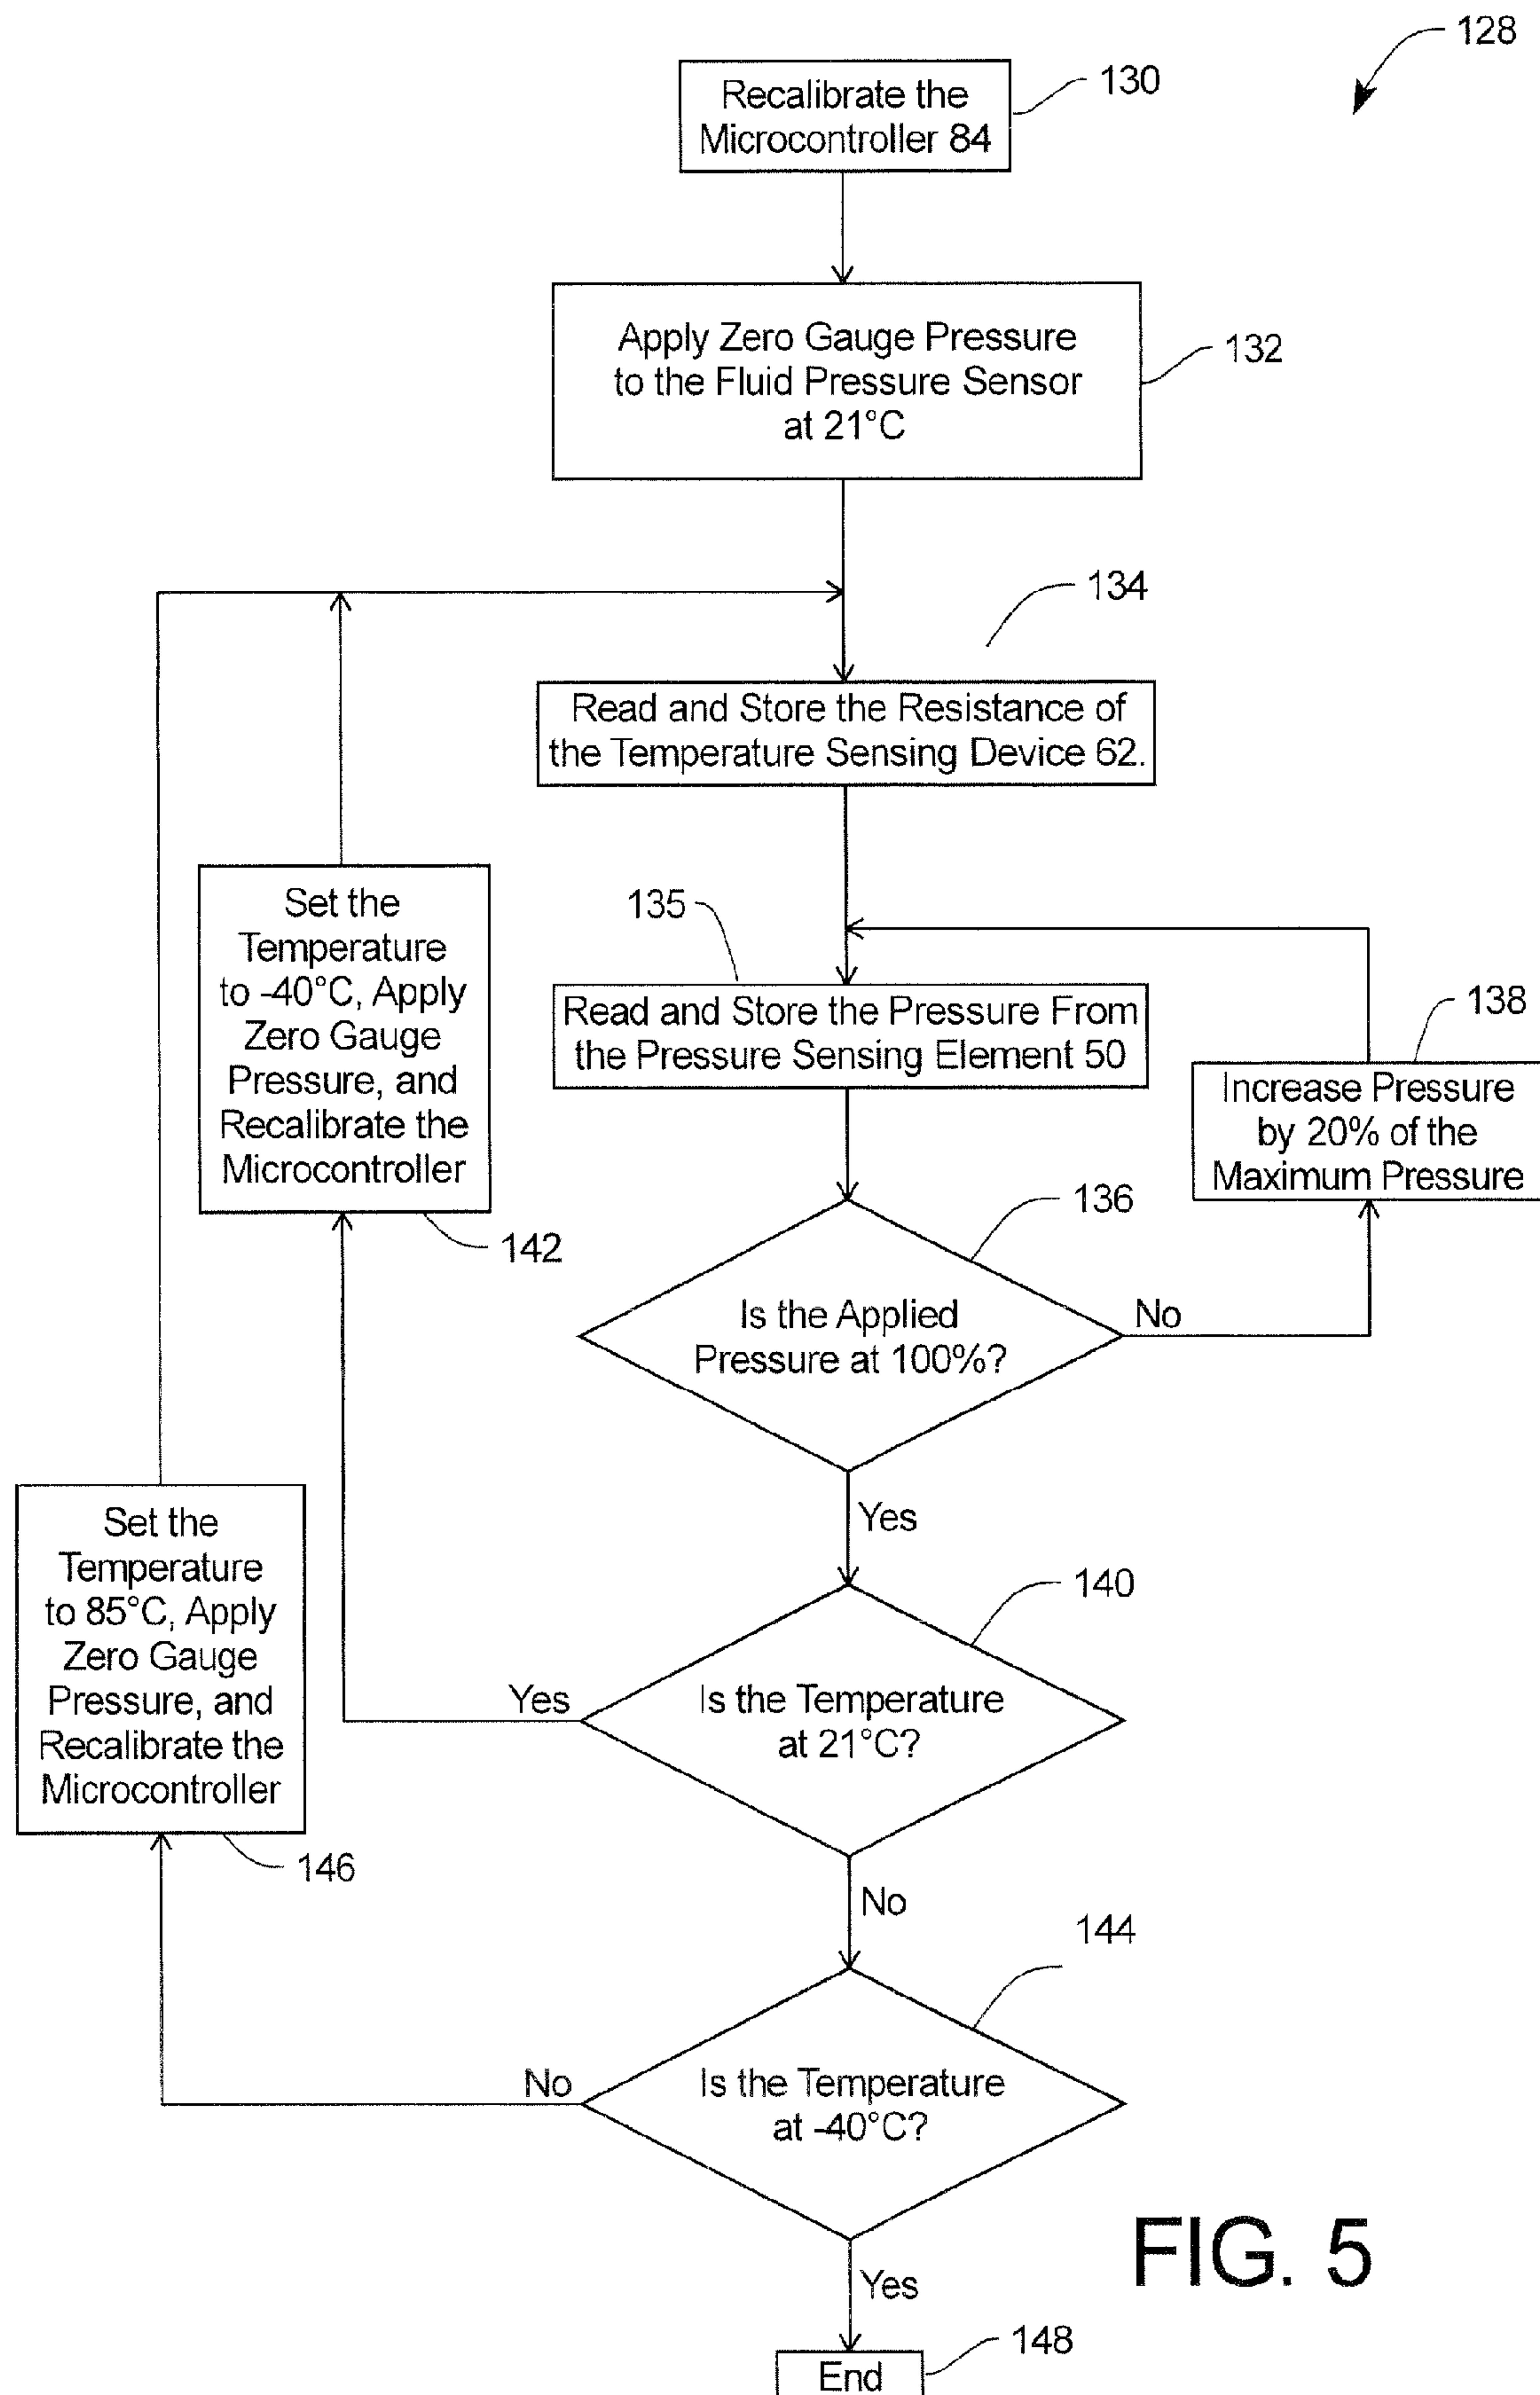 128
Recalibrate the
Microcontroller 84
130
Apply Zero Gauge Pressure
to the Fluid Pressure Sensor
at 21°C
132
134
Read and Store the Resistance of
the Temperature Sensing Device 62.
Set the
Temperature
to -40°C, Apply
Zero Gauge
Pressure, and
Recalibrate the
Microcontroller
142
135
Read and Store the Pressure From
the Pressure Sensing Element 50
138
Increase Pressure
by 20% of the
Maximum Pressure
136
Is the Applied
Pressure at 100%?
No
Yes
Set the
Temperature
to 85°C, Apply
Zero Gauge
Pressure, and
Recalibrate the
Microcontroller
146
140
Is the Temperature
at 21°C?
Yes
No
144
Is the Temperature
at -40°C?
No
Yes
FIG. 5
End
148